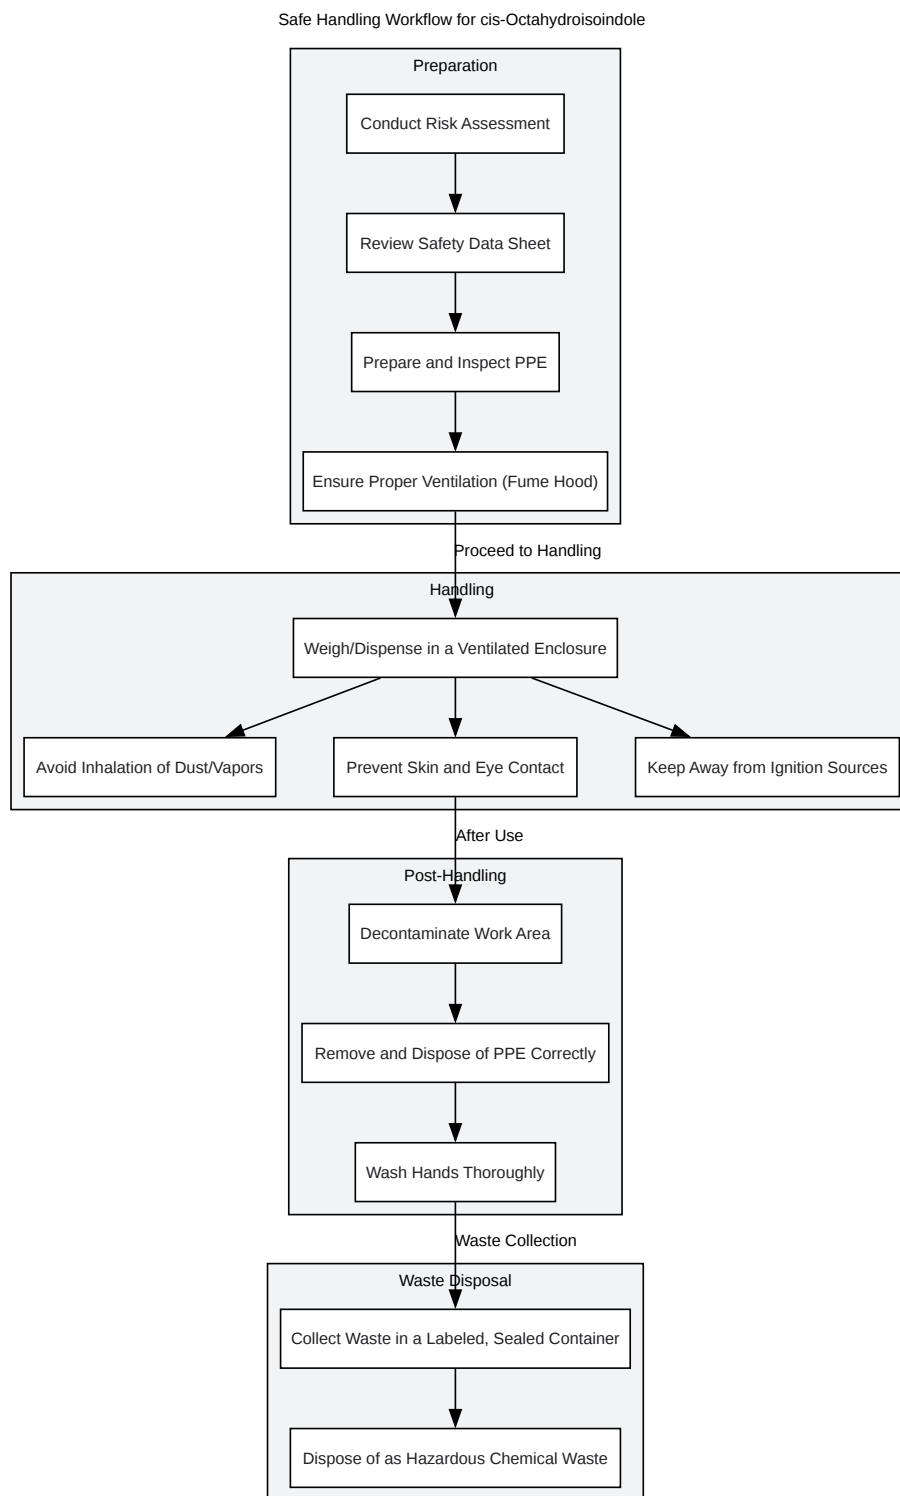 Safe Handling Workflow for cis-Octahydroisoindole
Preparation
Conduct Risk Assessment
Review Safety Data Sheet
Prepare and Inspect PPE
Ensure Proper Ventilation (Fume Hood)
Proceed to Handling
Handling
Weigh/Dispense in a Ventilated Enclosure
Avoid Inhalation of Dust/Vapors
Prevent Skin and Eye Contact
Keep Away from Ignition Sources
After Use
Post-Handling
Decontaminate Work Area
Remove and Dispose of PPE Correctly
Wash Hands Thoroughly
Waste Collection
Waste Disposal
Collect Waste in a Labeled, Sealed Container
Dispose of as Hazardous Chemical Waste